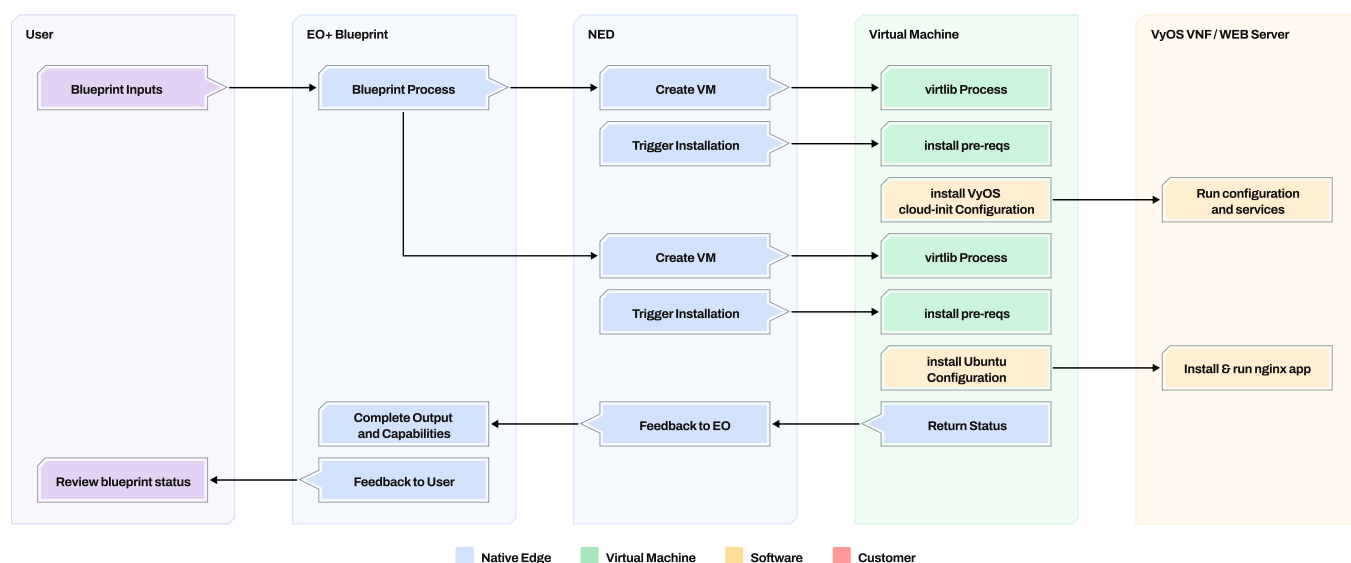 User
EO+ Blueprint
NED
Virtual Machine
VyOS VNF / WEB Server
Blueprint Inputs
Blueprint Process
Create VM
virtlib Process
Trigger Installation
install pre-reqs
install VyOS
cloud-init Configuration
Run configuration
and services
Create VM
virtlib Process
Trigger Installation
install pre-reqs
install Ubuntu
Configuration
Install & run nginx app
Complete Output
and Capabilities
Feedback to EO
Return Status
Review blueprint status
Feedback to User
Native Edge
Virtual Machine
Software
Customer